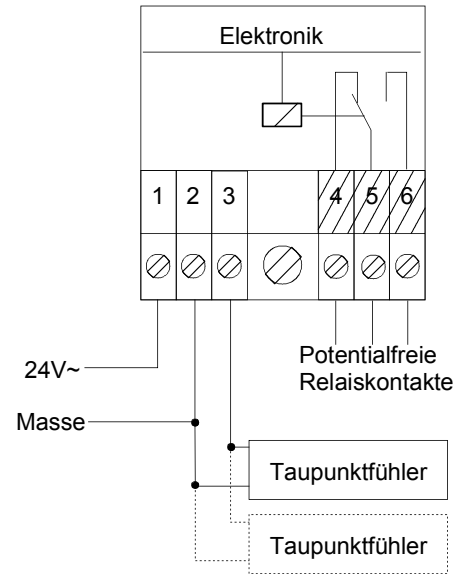 Elektronik
1 2 3 4 5 6
24V~
Potentialfreie
Relaiskontakte
Masse
Taupunktfühler
Taupunktfühler